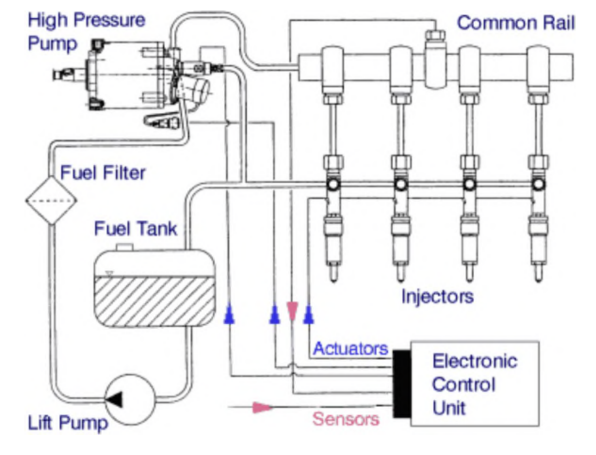 High Pressure
Pump
Common Rail
Fuel Filter
Fuel Tank
Injectors
Actuators
Electronic
Control
Unit
Sensors
Lift Pump